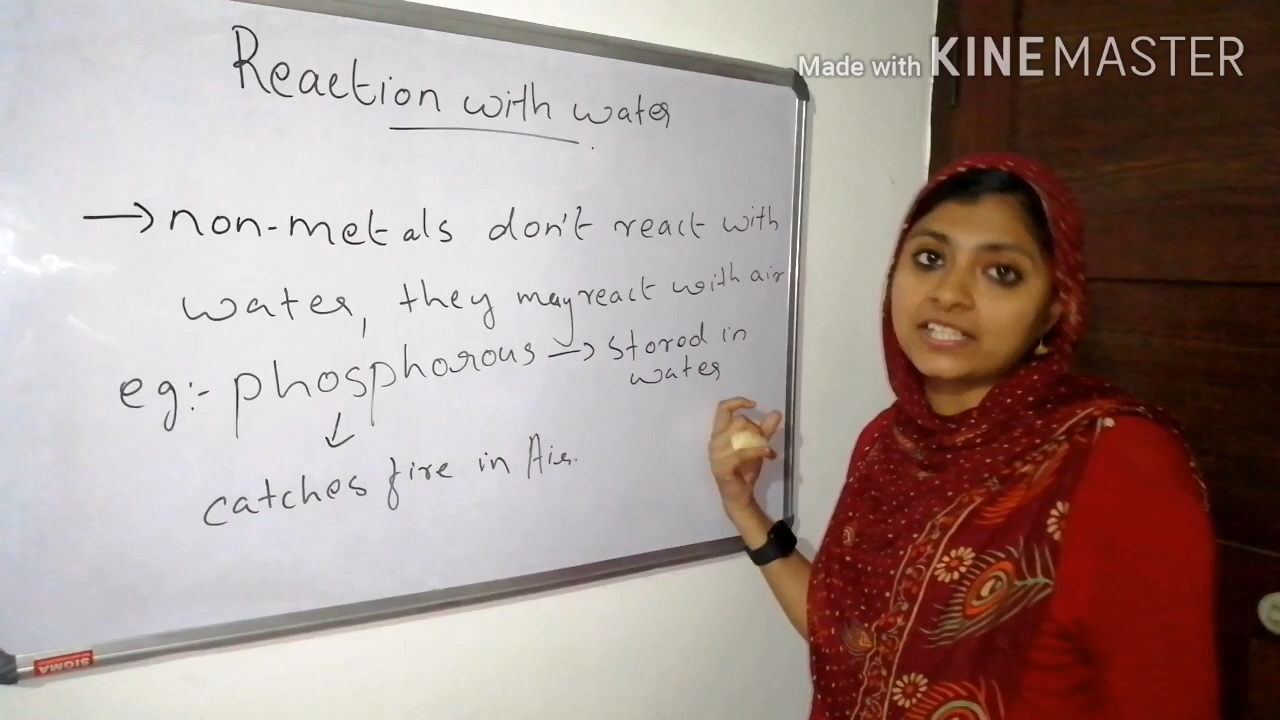 Made with KINEMASTER
Reaction with water
→ non-metals don't react with
water, they may react with air
eg:- phosphorous → stored in
water
↓
catches fire in Air.
SIGMA